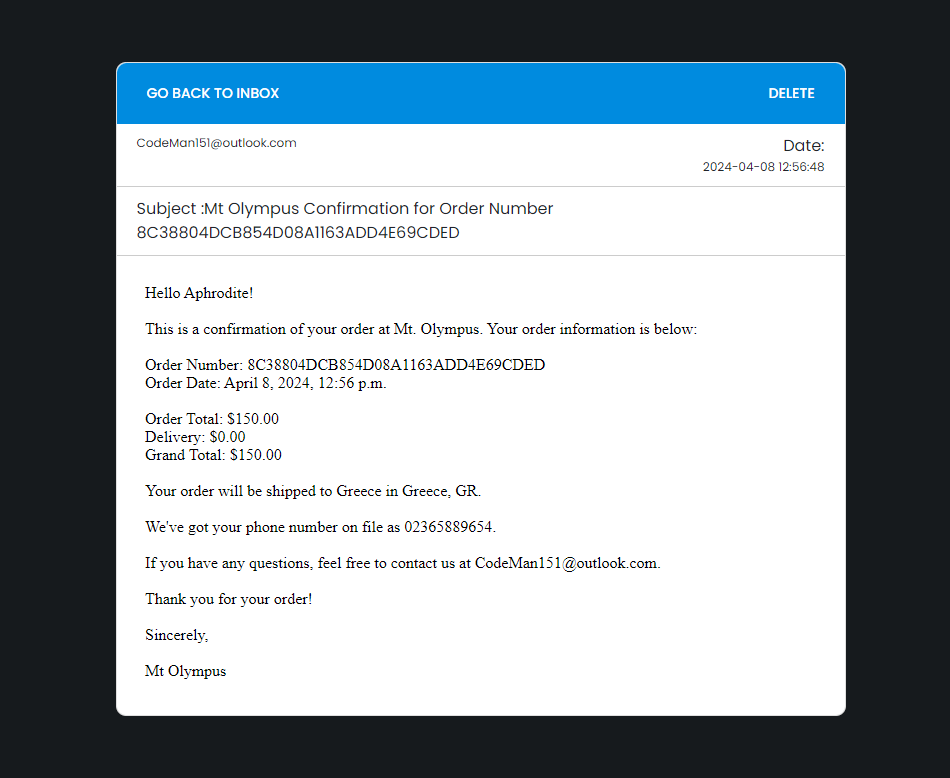 GO BACK TO INBOX DELETE
CodeMan151@outlook.com Date:
2024-04-08 12:56:48
Subject :Mt Olympus Confirmation for Order Number
8C38804DCB854D08A1163ADD4E69CDED
Hello Aphrodite!
This is a confirmation of your order at Mt. Olympus. Your order information is below:
Order Number: 8C38804DCB854D08A1163ADD4E69CDED
Order Date: April 8, 2024, 12:56 p.m.
Order Total: $150.00
Delivery: $0.00
Grand Total: $150.00
Your order will be shipped to Greece in Greece, GR.
We've got your phone number on file as 02365889654.
If you have any questions, feel free to contact us at CodeMan151@outlook.com.
Thank you for your order!
Sincerely,
Mt Olympus